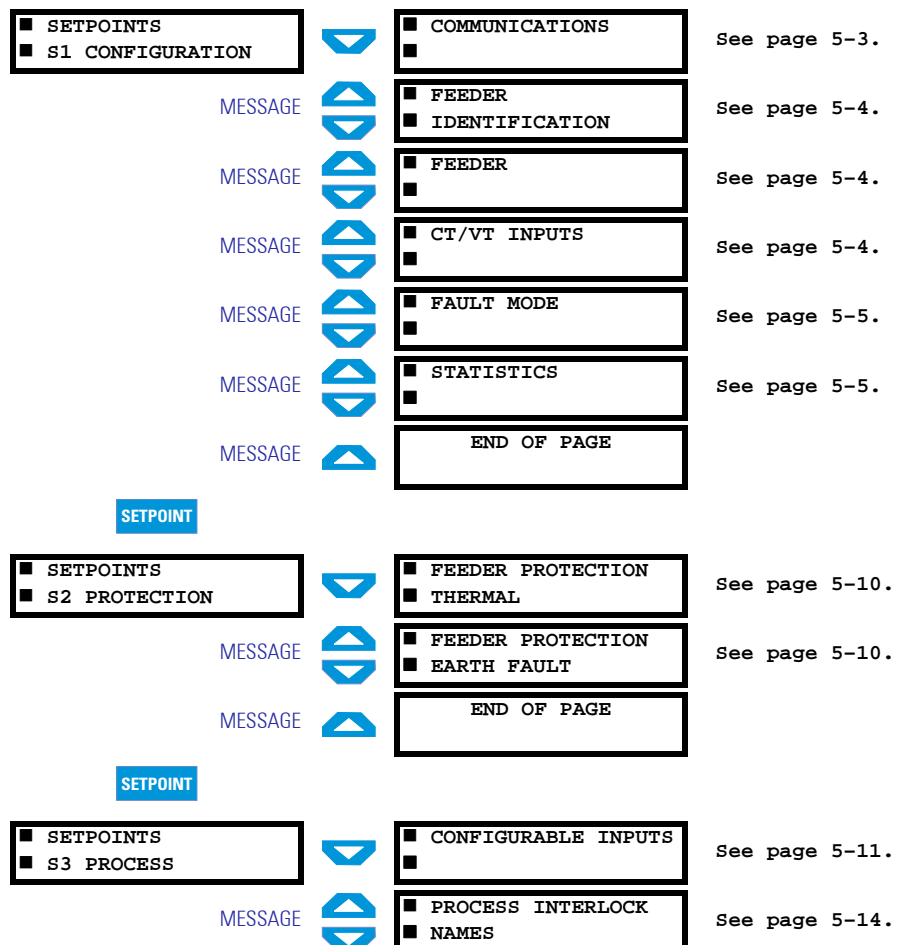 ■ SETPOINTS
■ S1 CONFIGURATION
■ COMMUNICATIONS
■
See page 5-3.
MESSAGE
■ FEEDER
■ IDENTIFICATION
See page 5-4.
MESSAGE
■ FEEDER
■
See page 5-4.
MESSAGE
■ CT/VT INPUTS
■
See page 5-4.
MESSAGE
■ FAULT MODE
■
See page 5-5.
MESSAGE
■ STATISTICS
■
See page 5-5.
MESSAGE
END OF PAGE
SETPOINT
■ SETPOINTS
■ S2 PROTECTION
■ FEEDER PROTECTION
■ THERMAL
See page 5-10.
MESSAGE
■ FEEDER PROTECTION
■ EARTH FAULT
See page 5-10.
MESSAGE
END OF PAGE
SETPOINT
■ SETPOINTS
■ S3 PROCESS
■ CONFIGURABLE INPUTS
■
See page 5-11.
MESSAGE
■ PROCESS INTERLOCK
■ NAMES
See page 5-14.